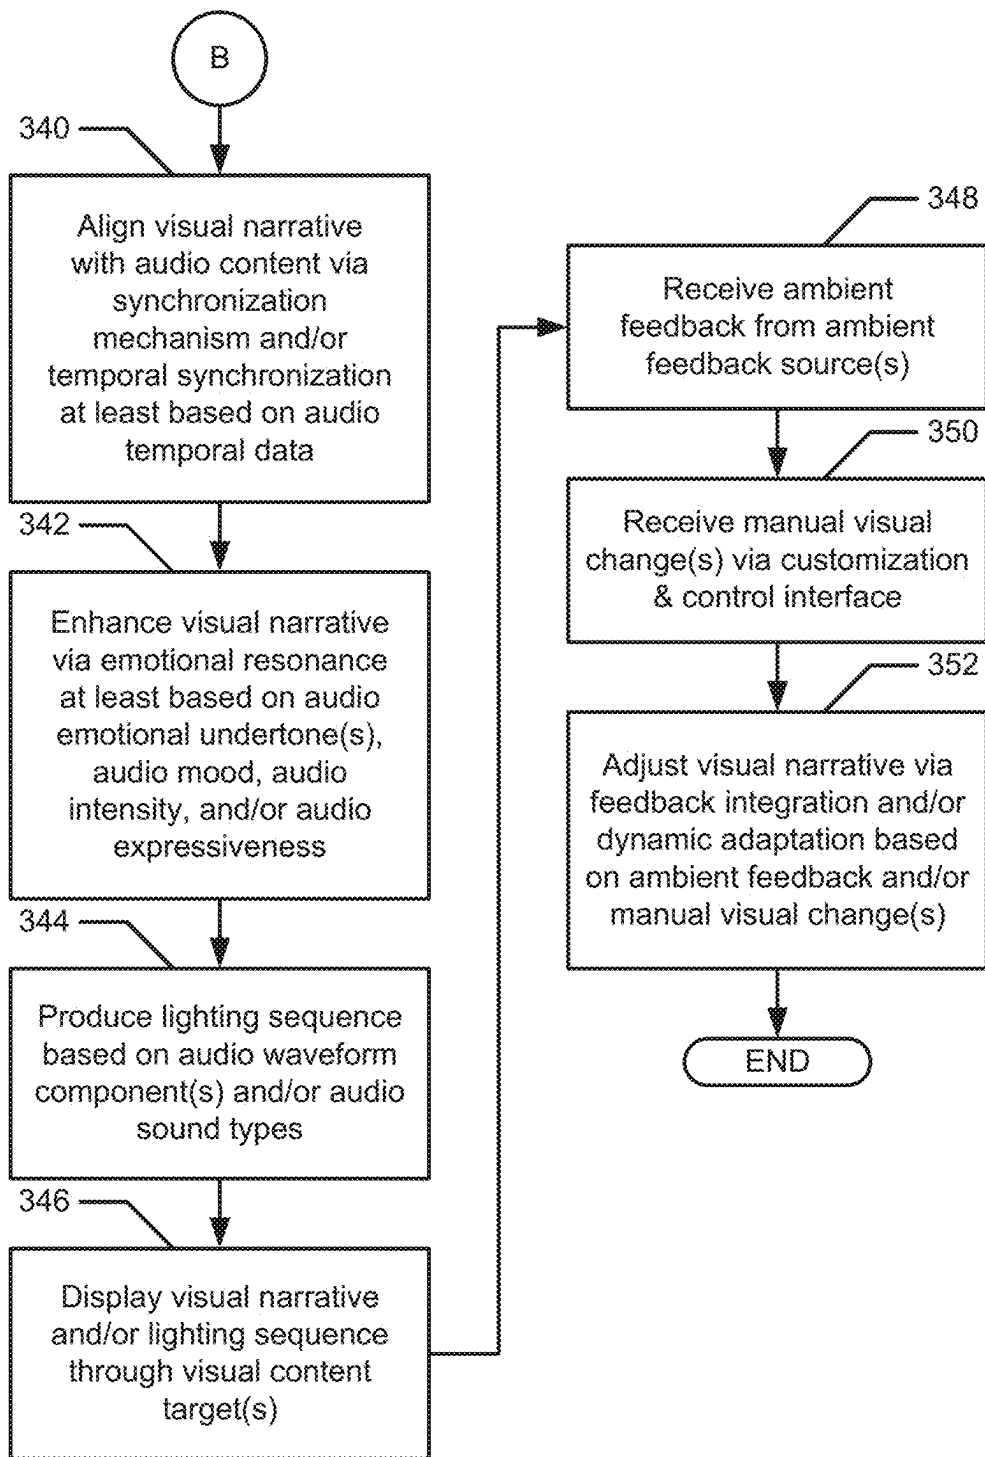 B
340
Align visual narrative
with audio content via
synchronization
mechanism and/or
temporal synchronization
at least based on audio
temporal data
342
Enhance visual narrative
via emotional resonance
at least based on audio
emotional undertone(s),
audio mood, audio
intensity, and/or audio
expressiveness
344
Produce lighting sequence
based on audio waveform
component(s) and/or audio
sound types
346
Display visual narrative
and/or lighting sequence
through visual content
target(s)
348
Receive ambient
feedback from ambient
feedback source(s)
350
Receive manual visual
change(s) via customization
& control interface
352
Adjust visual narrative via
feedback integration and/or
dynamic adaptation based
on ambient feedback and/or
manual visual change(s)
END